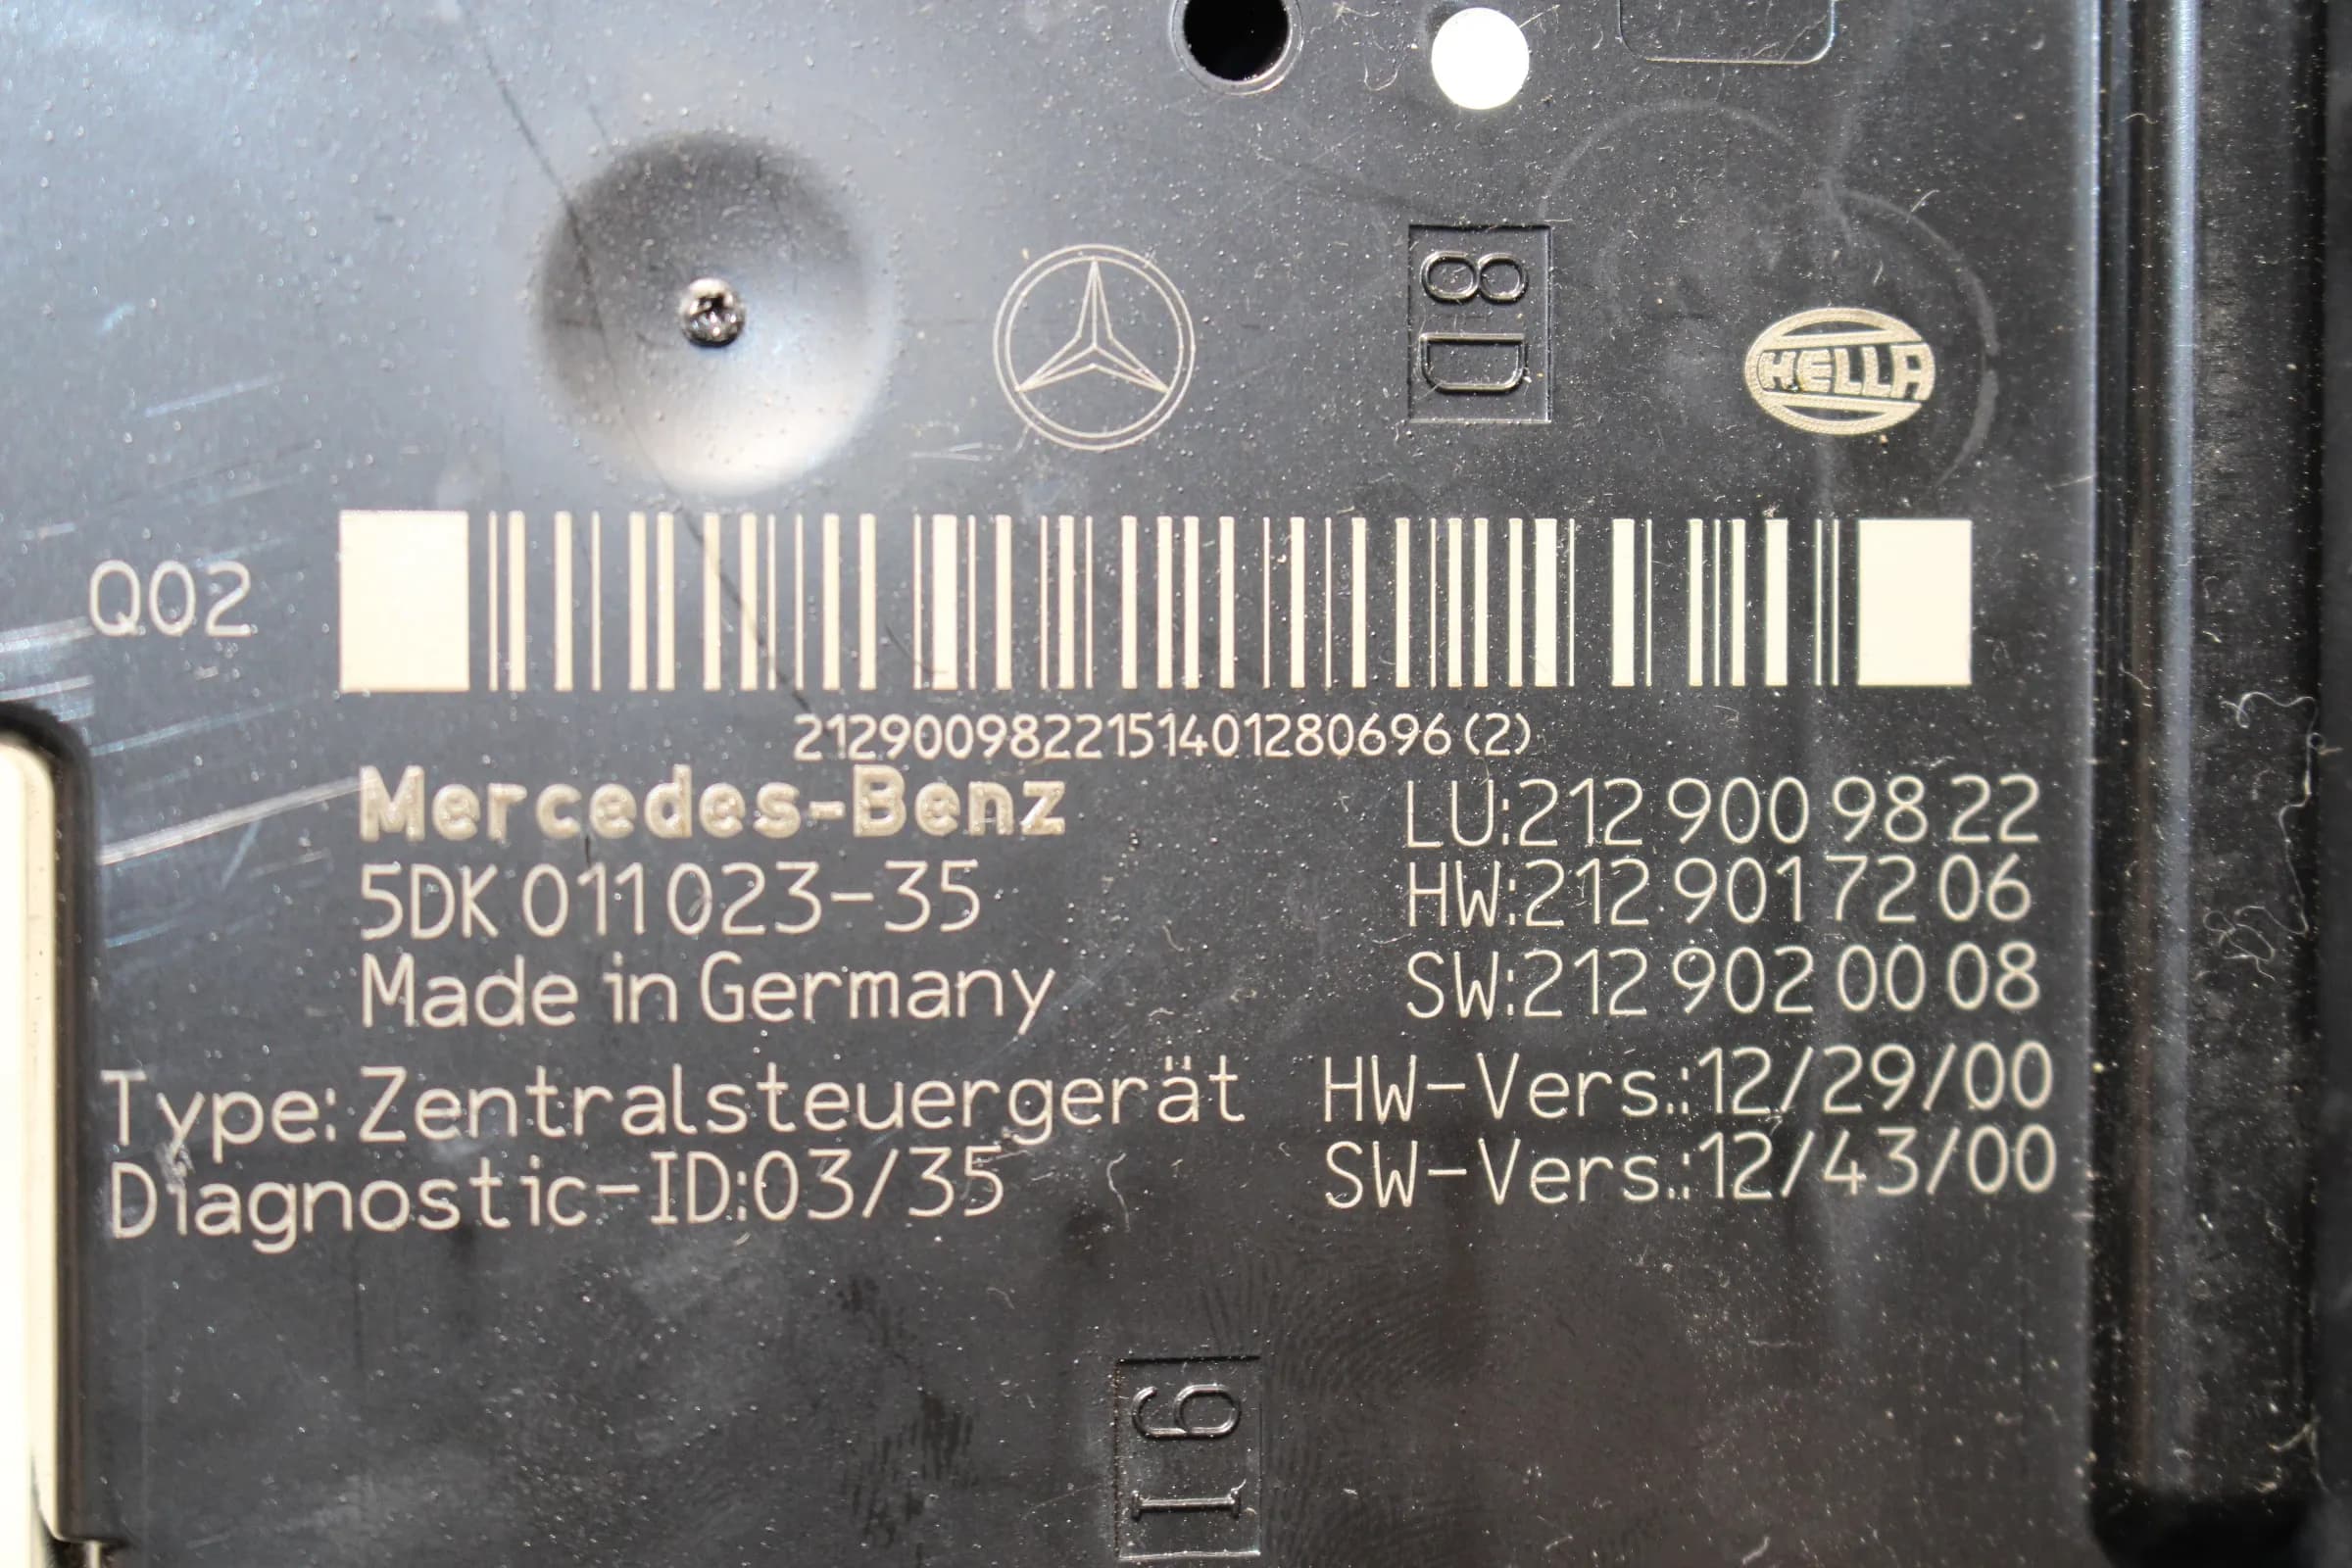 D8
HELLA
Q02
2129009822151401280696(2)
Mercedes-Benz
5DK 011 023-35
Made in Germany
LU:212 900 98 22
HW:212 901 72 06
SW:212 902 00 08
Type: Zentralsteuergerät
Diagnostic-ID:03/35
HW-Vers.:12/29/00
SW-Vers.:12/43/00
I6